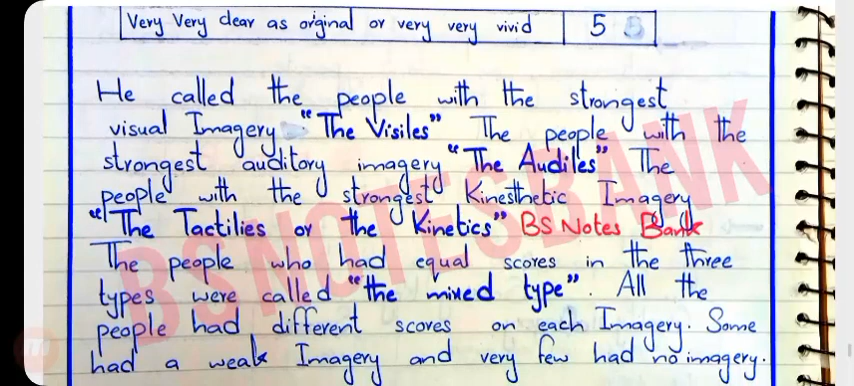 Very Very clear as orginal or very very vivid 5
He called the people with the strongest
visual Imagery "The Visiles" The people with the
strongest auditory imagery "The Audiles" The
people with the strongest Kinesthetic Imagery
"The Tactilies or the Kinetics" BS Notes Bank
The people who had equal scores in the three
types were called "the mixed type". All the
people had different scores on each Imagery. Some
had a weak Imagery and very few had no imagery.
BSNOTESBANK